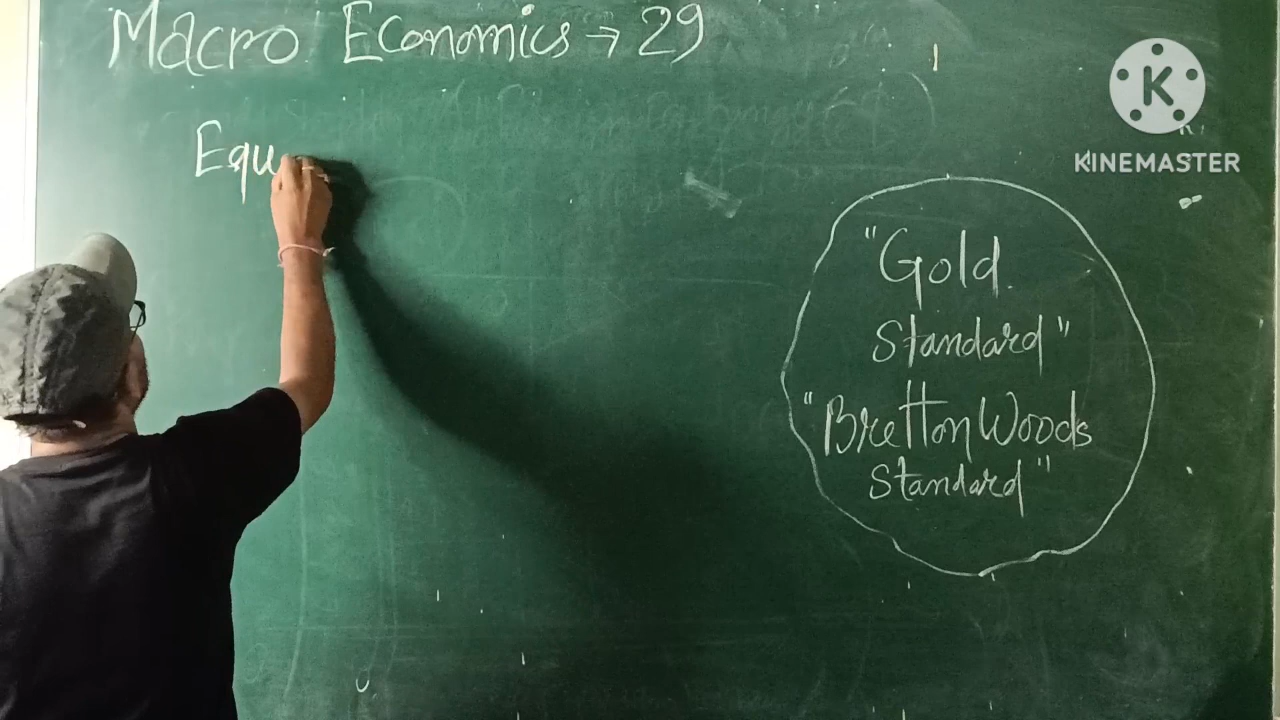 Macro Economics → 29
Equ
"Gold
Standard"
"Bretton Woods
Standard"
K
KINEMASTER